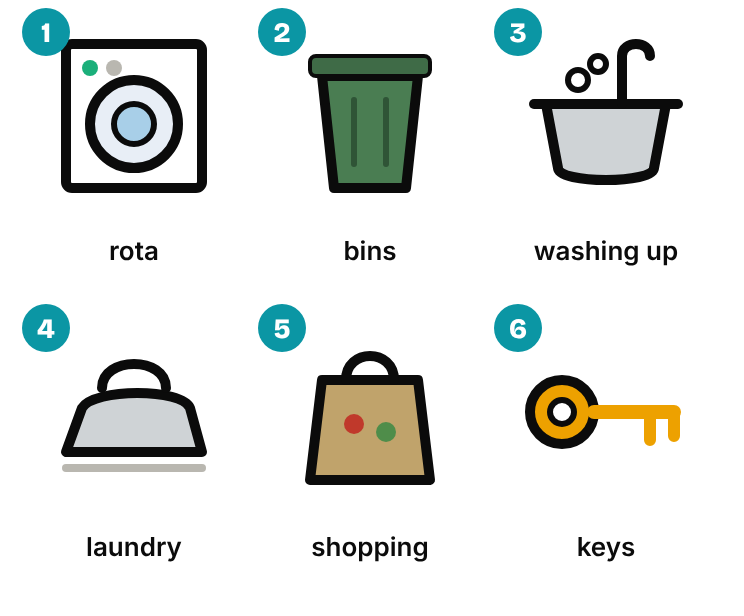 1
2
3
rota
bins
washing up
4
5
6
laundry
shopping
keys